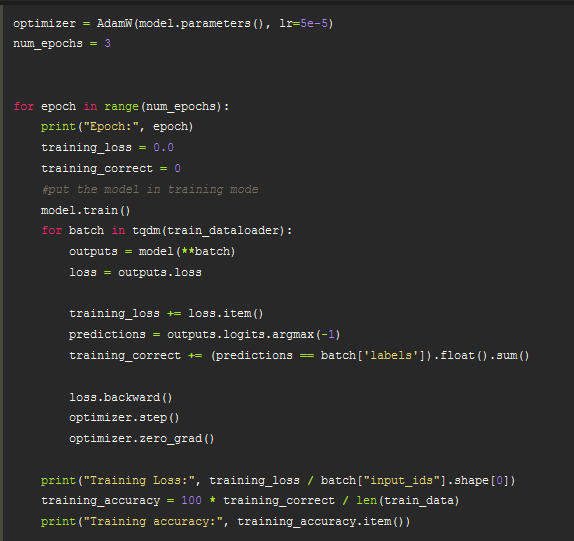 optimizer = AdamW(model.parameters(), lr=5e-5)
num_epochs = 3
for epoch in range(num_epochs):
    print("Epoch:", epoch)
    training_loss = 0.0
    training_correct = 0
    #put the model in training mode
    model.train()
    for batch in tqdm(train_dataloader):
        outputs = model(**batch)
        loss = outputs.loss
        training_loss += loss.item()
        predictions = outputs.logits.argmax(-1)
        training_correct += (predictions == batch['labels']).float().sum()
        loss.backward()
        optimizer.step()
        optimizer.zero_grad()
    print("Training Loss:", training_loss / batch["input_ids"].shape[0])
    training_accuracy = 100 * training_correct / len(train_data)
    print("Training accuracy:", training_accuracy.item())